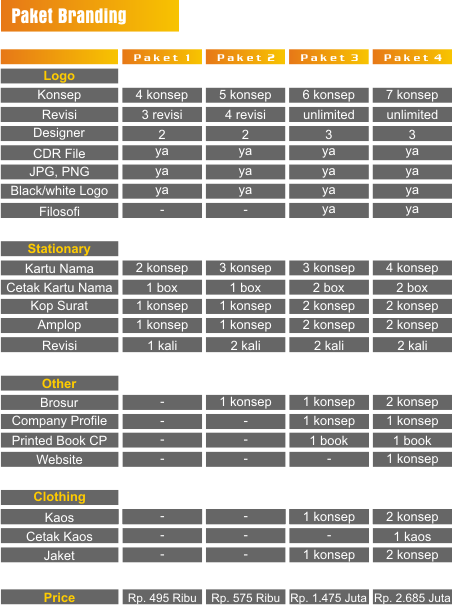 Paket Branding
Paket 1 Paket 2 Paket 3 Paket 4
Logo
Konsep 4 konsep 5 konsep 6 konsep 7 konsep
Revisi 3 revisi 4 revisi unlimited unlimited
Designer 2 2 3 3
CDR File ya ya ya ya
JPG, PNG ya ya ya ya
Black/white Logo ya ya ya ya
Filosofi - - ya ya
Stationary
Kartu Nama 2 konsep 3 konsep 3 konsep 4 konsep
Cetak Kartu Nama 1 box 1 box 2 box 2 box
Kop Surat 1 konsep 1 konsep 2 konsep 2 konsep
Amplop 1 konsep 1 konsep 2 konsep 2 konsep
Revisi 1 kali 2 kali 2 kali 2 kali
Other
Brosur - 1 konsep 1 konsep 2 konsep
Company Profile - - 1 konsep 1 konsep
Printed Book CP - - 1 book 1 book
Website - - - 1 konsep
Clothing
Kaos - - 1 konsep 2 konsep
Cetak Kaos - - - 1 kaos
Jaket - - 1 konsep 2 konsep
Price Rp. 495 Ribu Rp. 575 Ribu Rp. 1.475 Juta Rp. 2.685 Juta